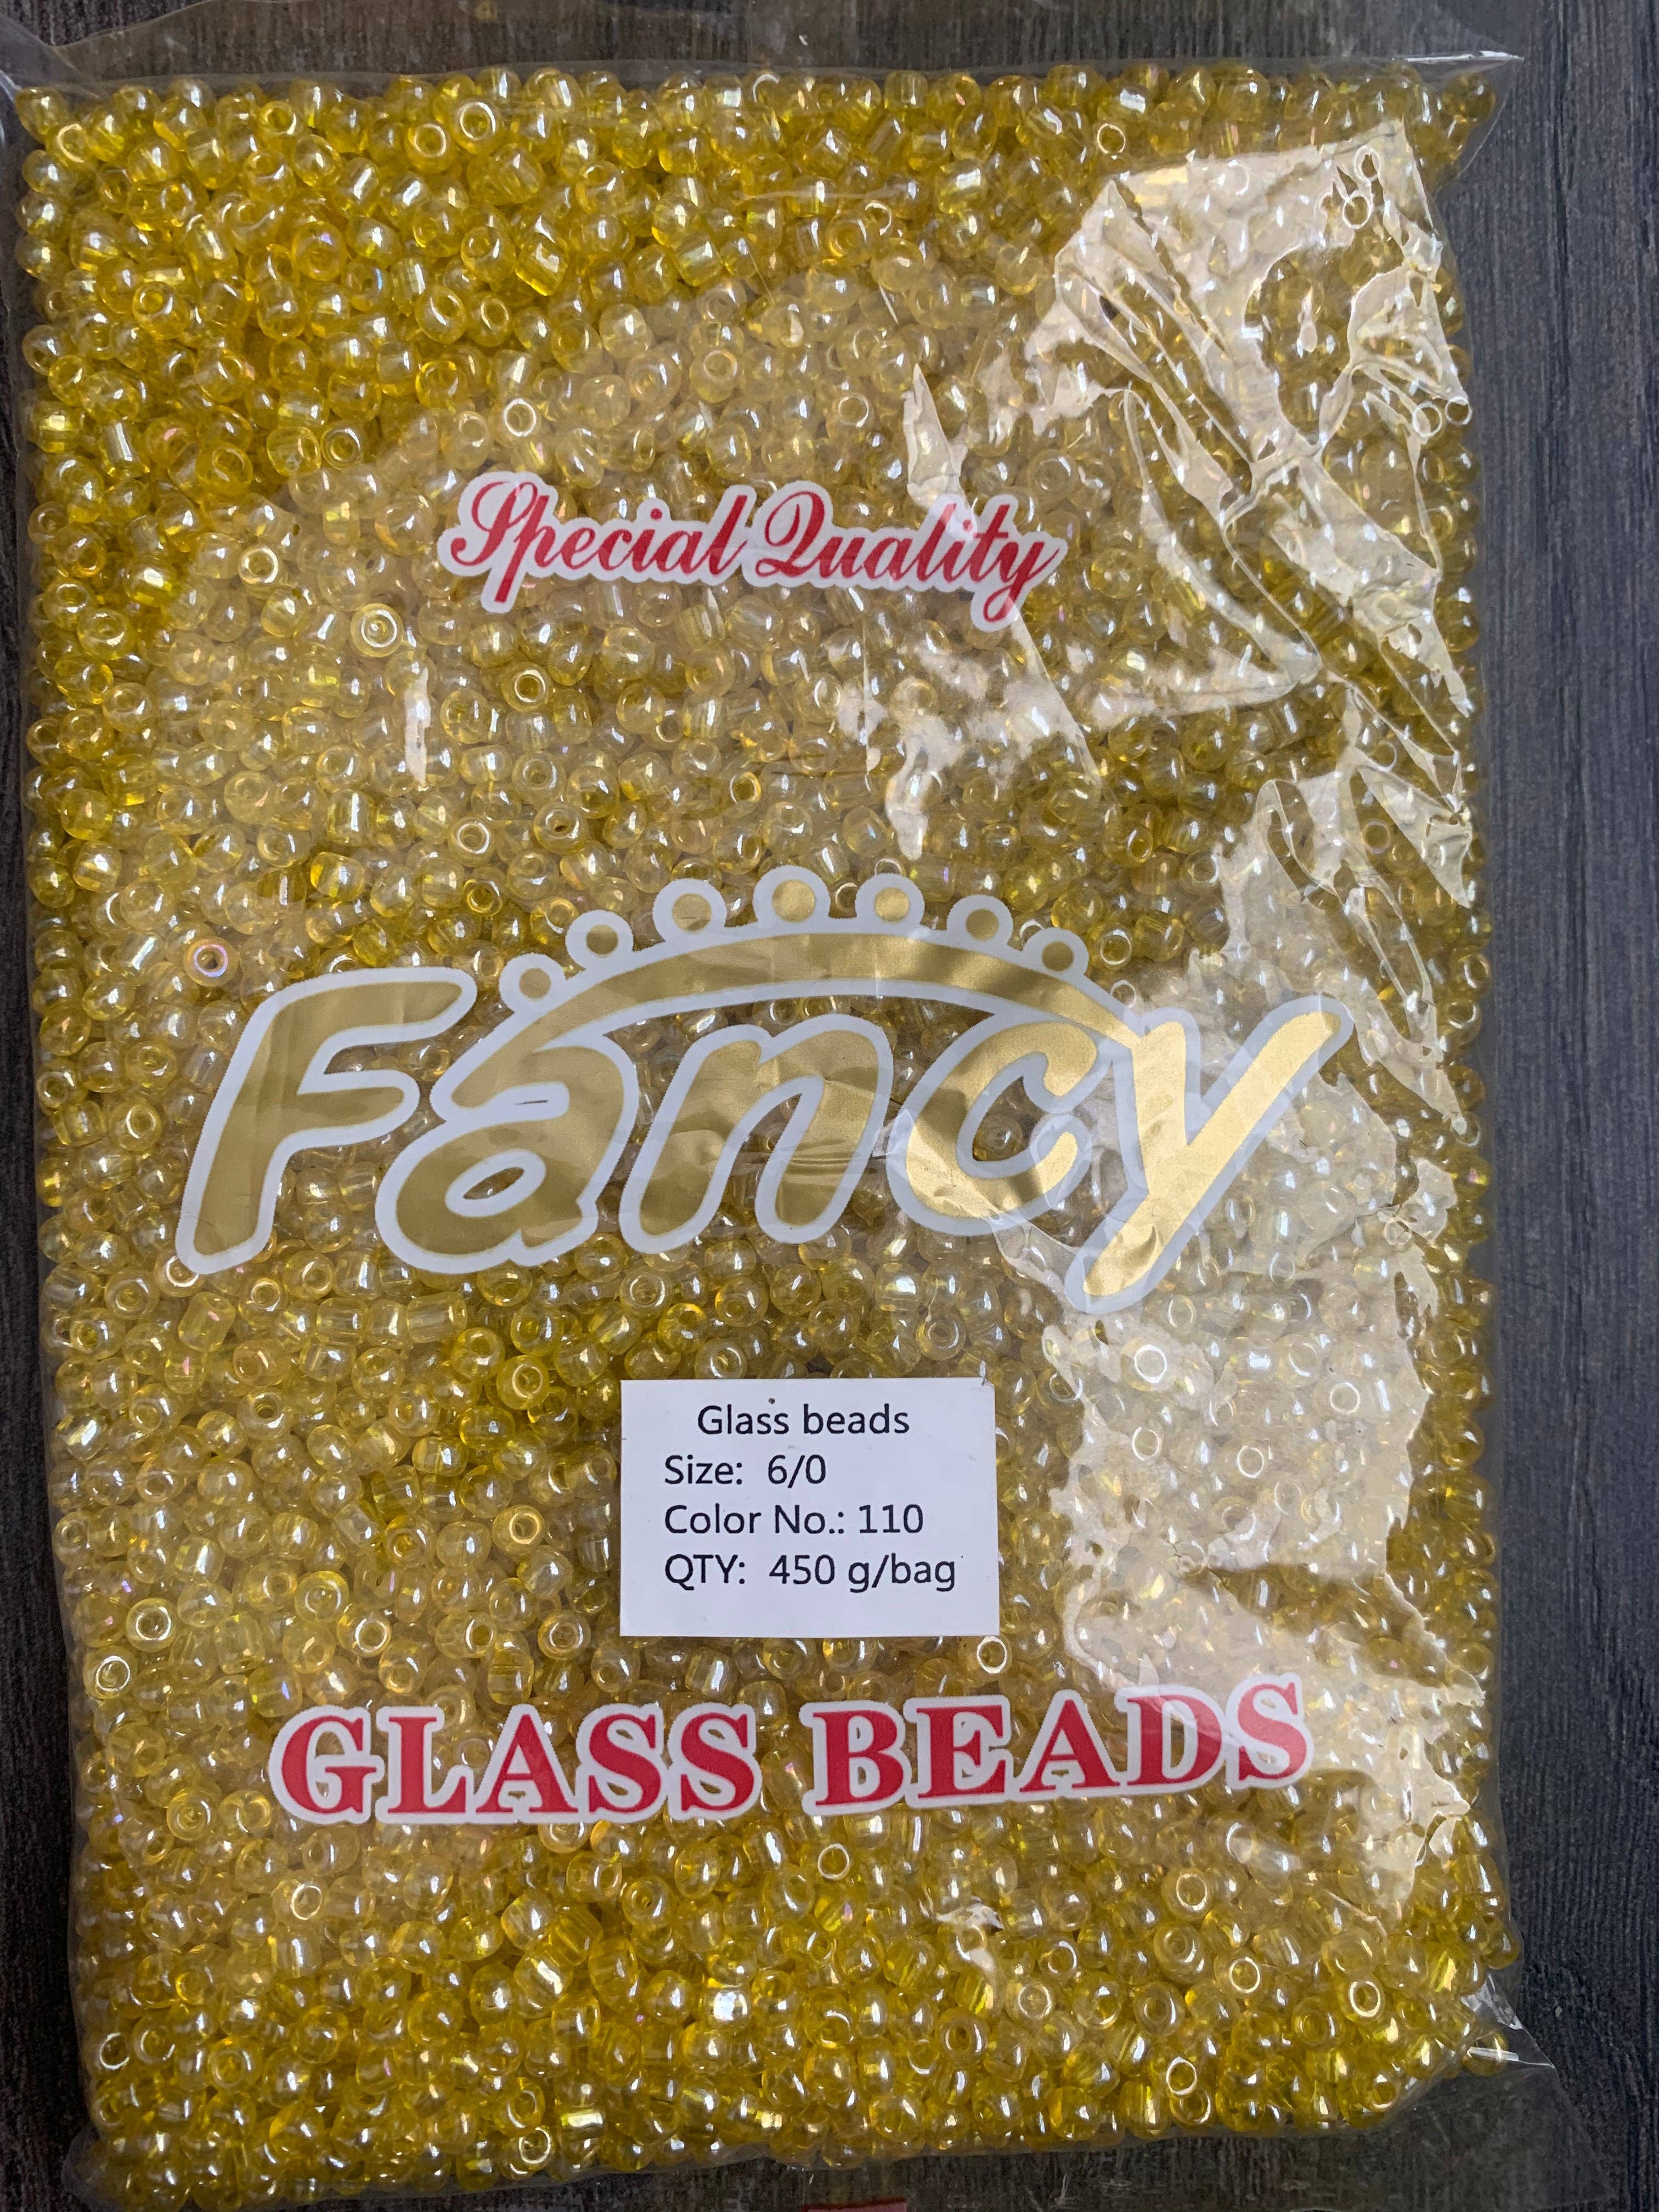 Special Quality
Fancy
Glass beads
Size: 6/0
Color No.: 110
QTY: 450 g/bag
GLASS BEADS